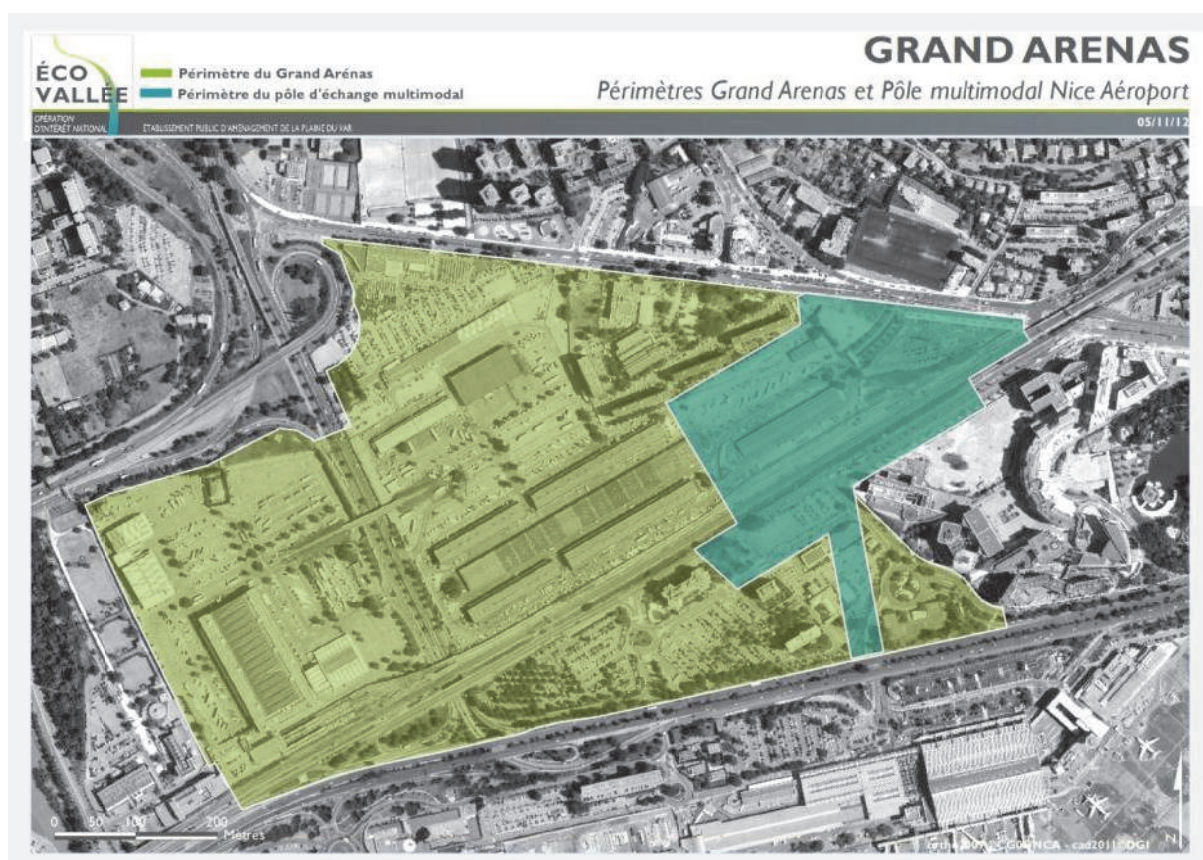 ÉCO
VALLÉE
OPÉRATION
D'INTÉRÊT NATIONAL
Périmètre du Grand Arénas
Périmètre du pôle d'échange multimodal
ÉTABLISSEMENT PUBLIC D'AMÉNAGEMENT DE LA PLAINE DU VAR
GRAND ARENAS
Périmètres Grand Arenas et Pôle multimodal Nice Aéroport
05/11/12
0 50 100 200
Mètres
cad2011©DGI
N